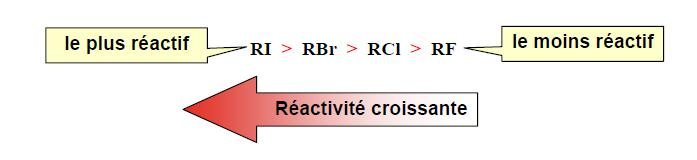 le plus réactif
RI > RBr > RCl > RF
le moins réactif
Réactivité croissante